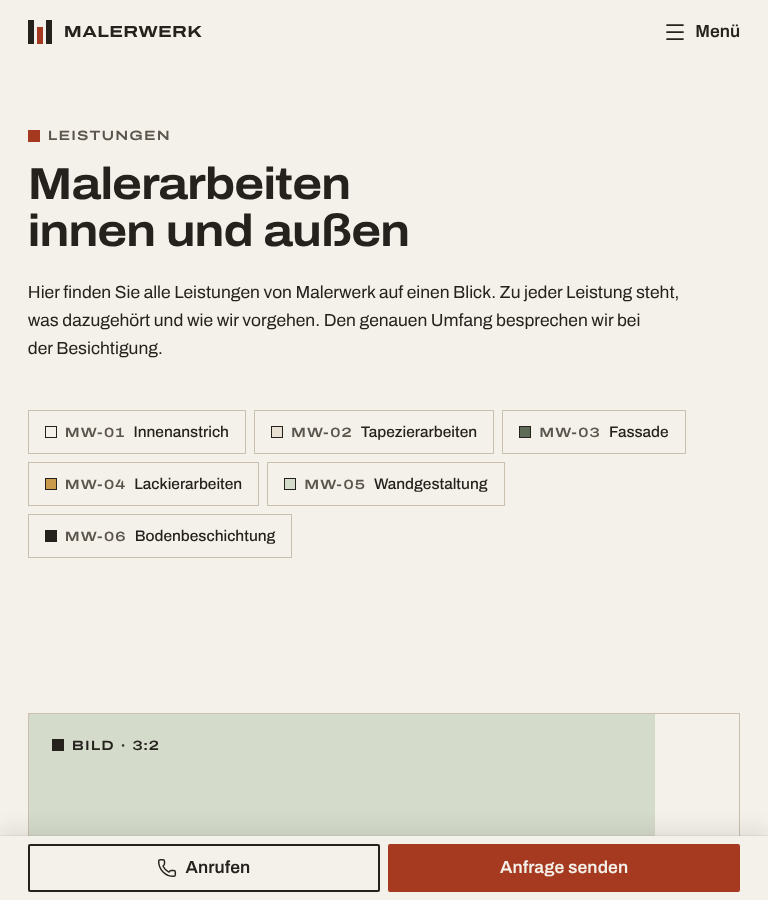 MALERWERK
Menü
LEISTUNGEN
Malerarbeiten
innen und außen
Hier finden Sie alle Leistungen von Malerwerk auf einen Blick. Zu jeder Leistung steht,
was dazugehört und wie wir vorgehen. Den genauen Umfang besprechen wir bei
der Besichtigung.
MW-01 Innenanstrich
MW-02 Tapezierarbeiten
MW-03 Fassade
MW-04 Lackierarbeiten
MW-05 Wandgestaltung
MW-06 Bodenbeschichtung
BILD · 3:2
Anrufen
Anfrage senden